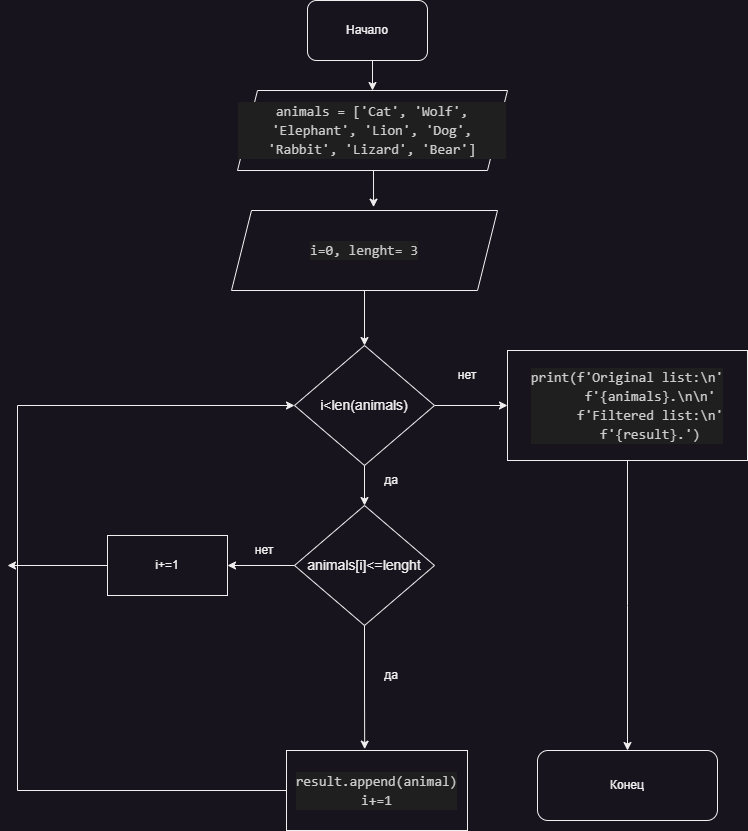 Начало
animals = ['Cat', 'Wolf',
'Elephant', 'Lion', 'Dog',
'Rabbit', 'Lizard', 'Bear']
i=0, lenght= 3
i<len(animals)
нет
print(f'Original list:\n'
f'{animals}.\n\n'
f'Filtered list:\n'
f'{result}.')
да
animals[i]<=lenght
нет
i+=1
да
result.append(animal)
i+=1
Конец